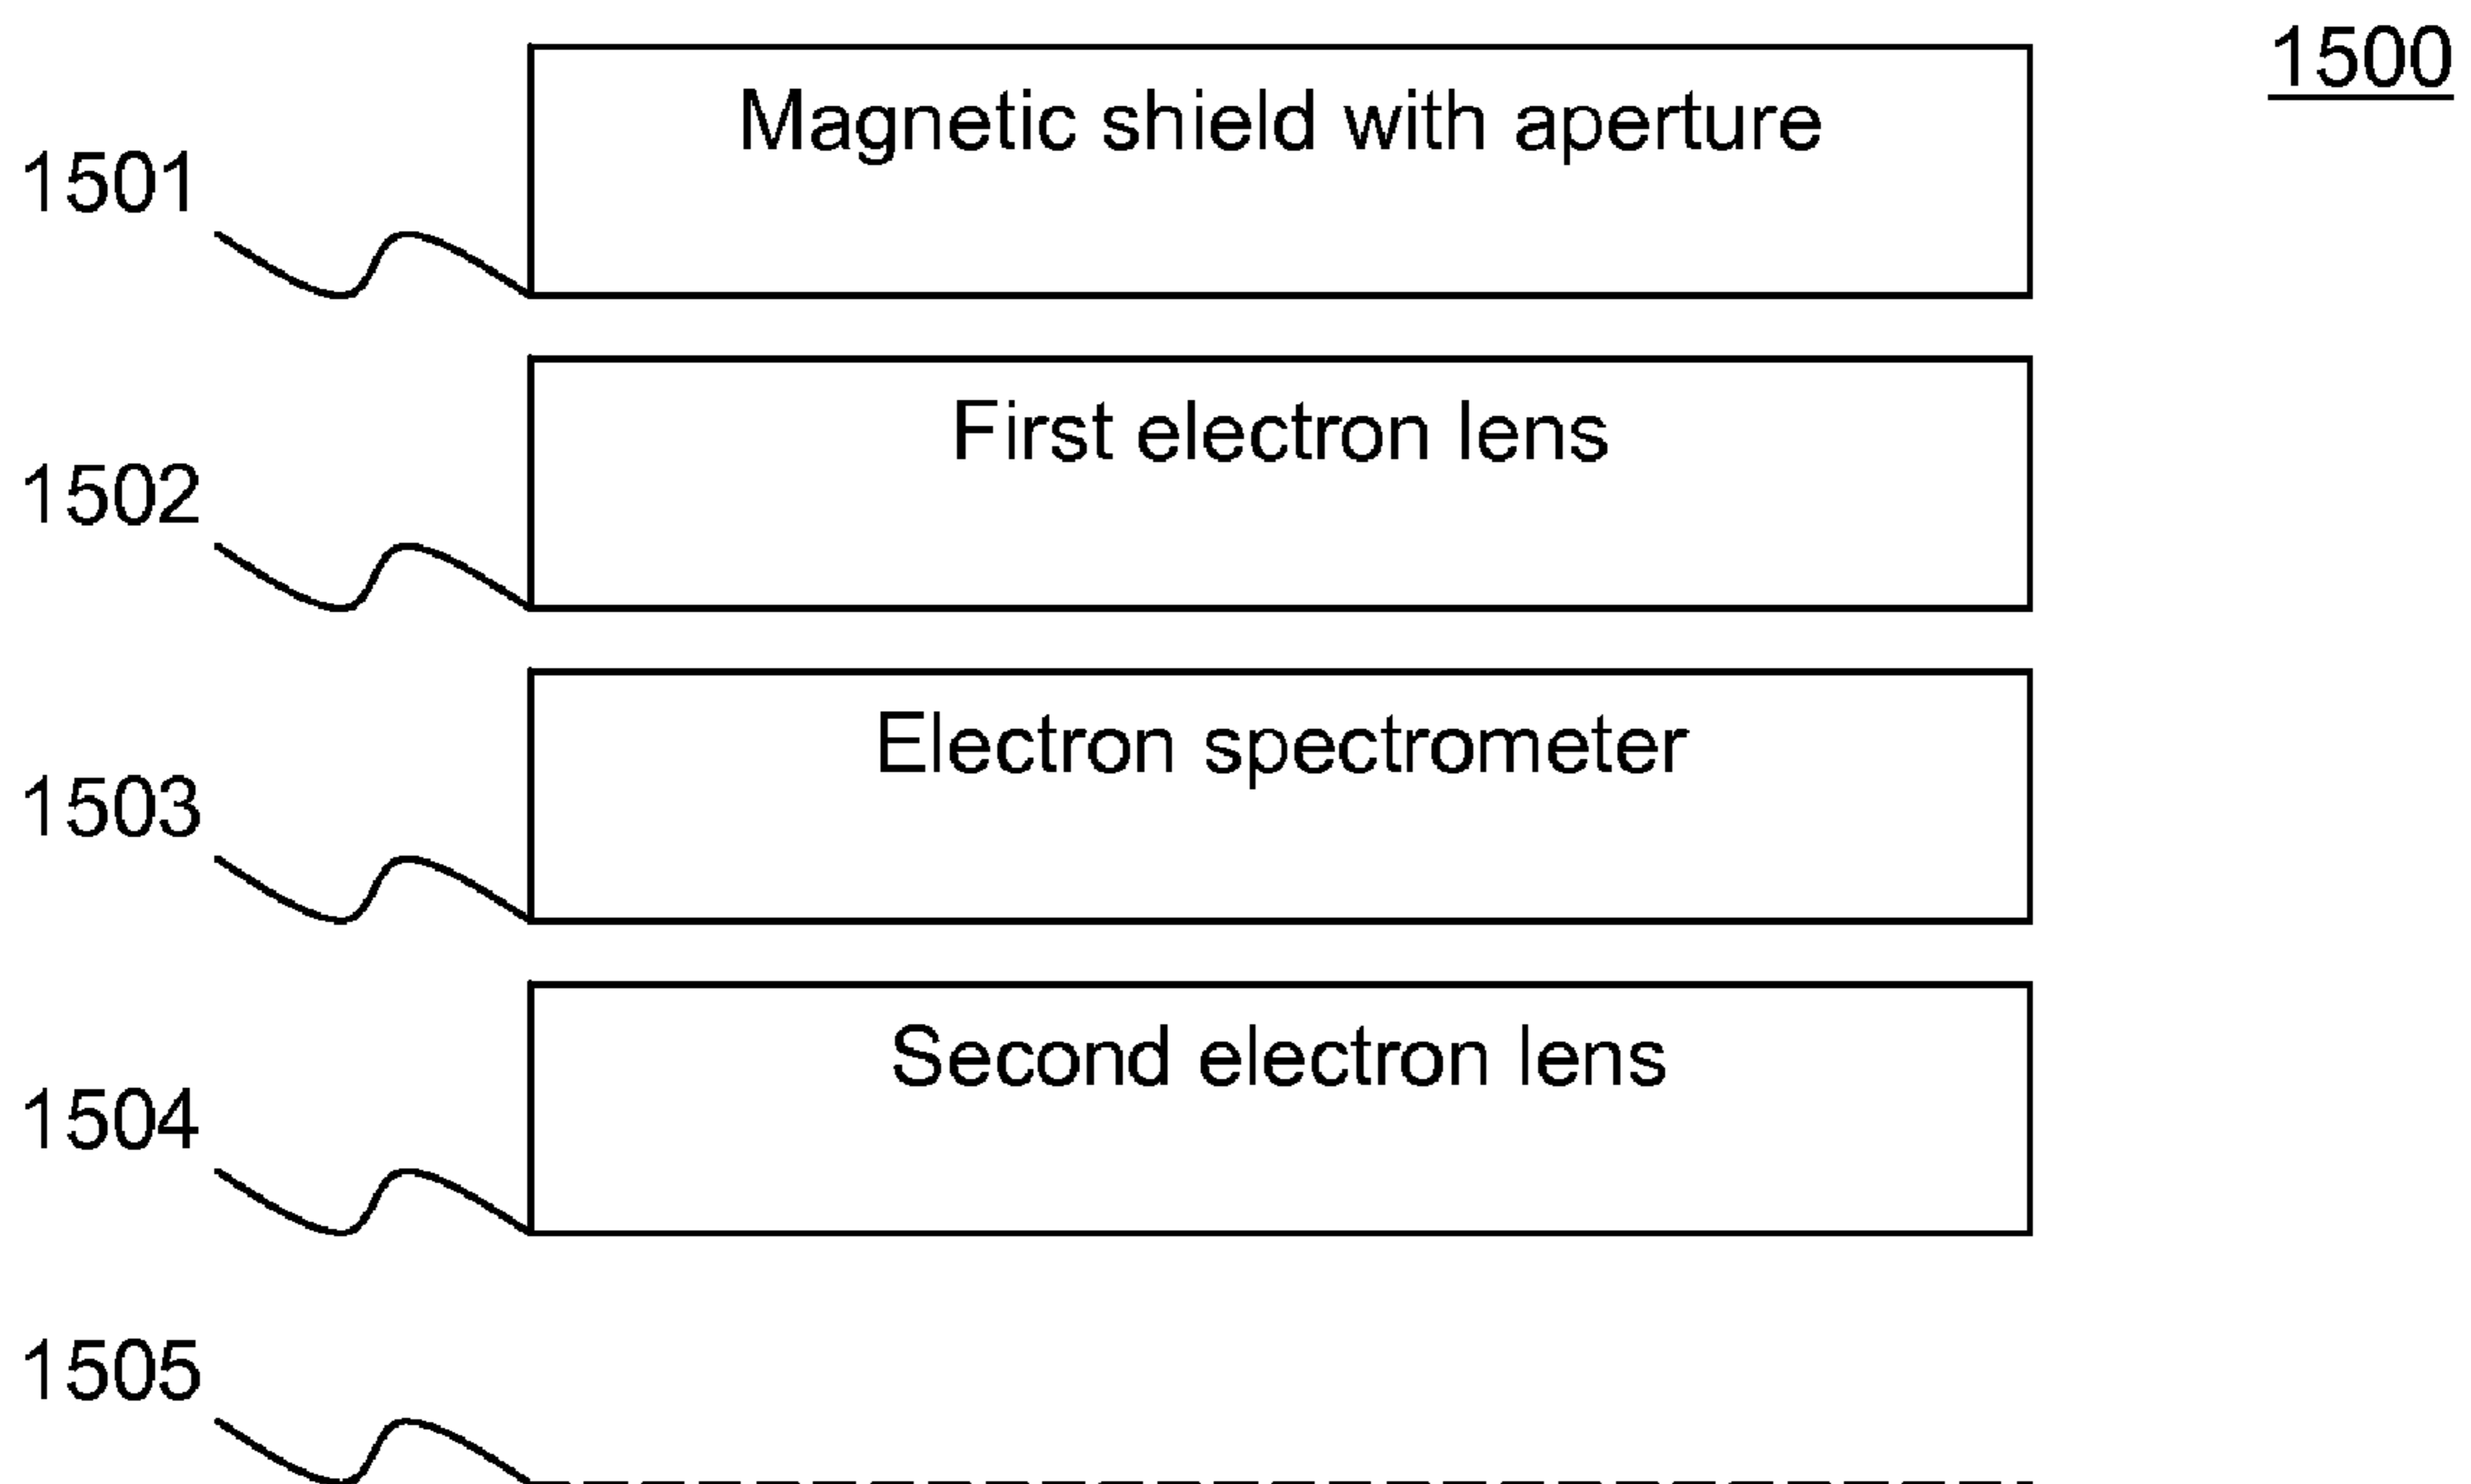 1500
Magnetic shield with aperture
1501
First electron lens
1502
Electron spectrometer
1503
Second electron lens
1504
1505